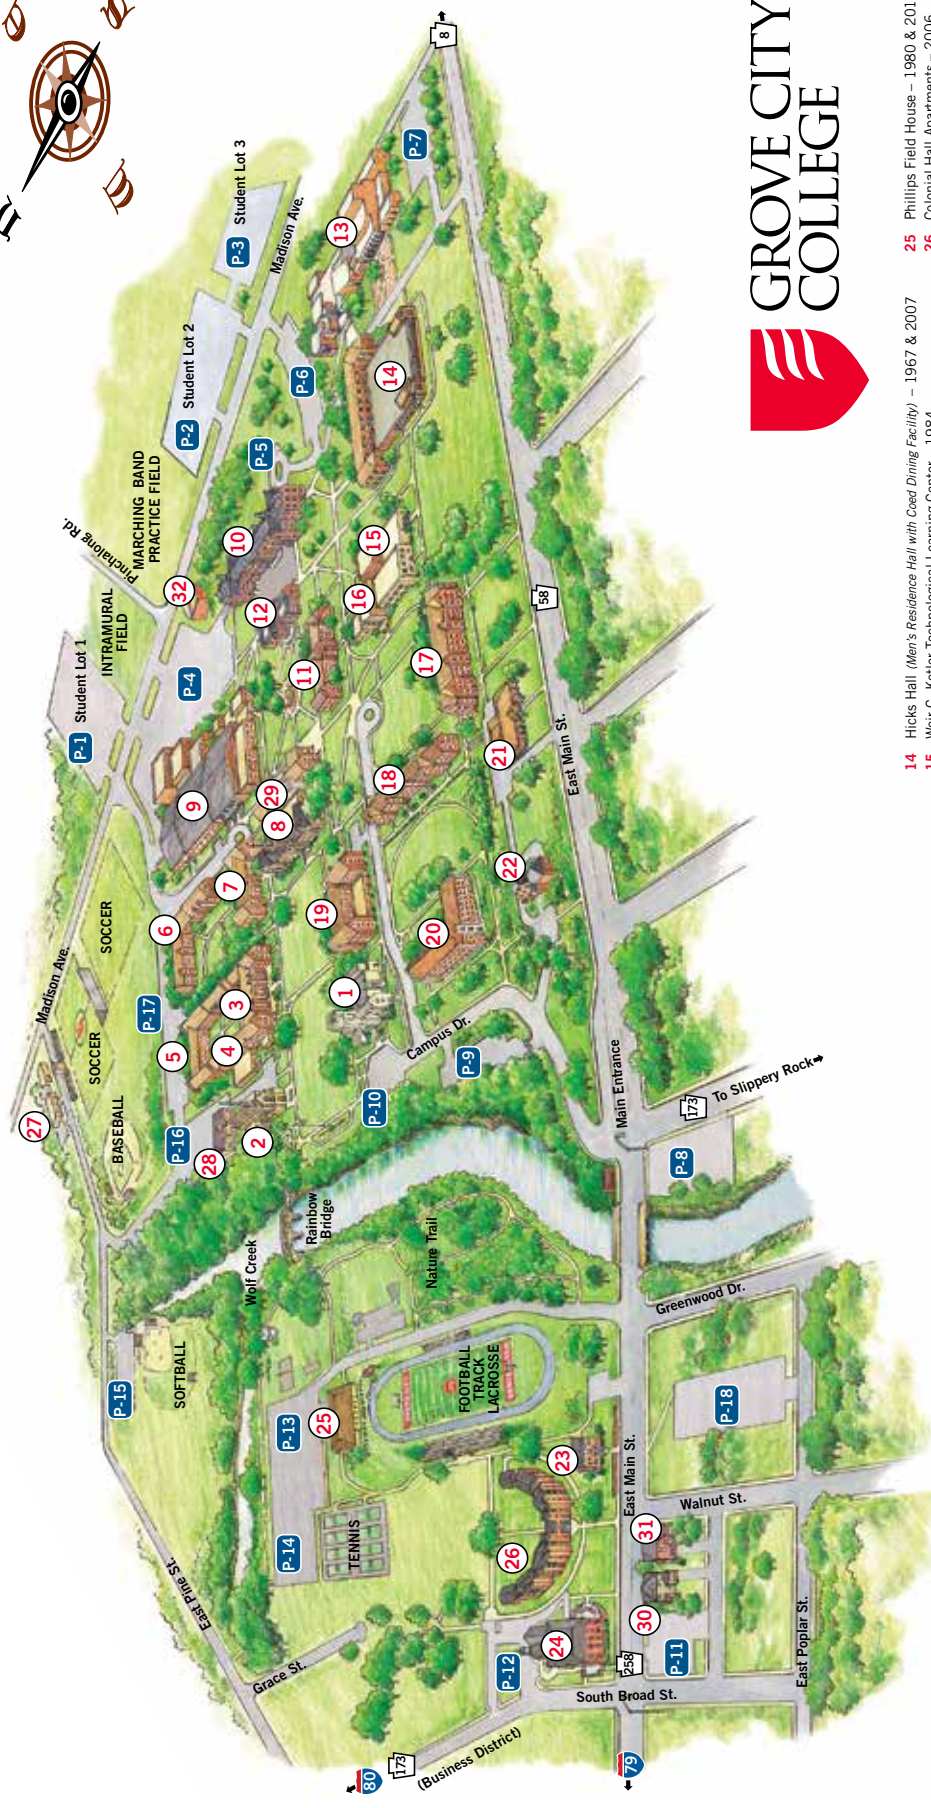 GROVE CITY
COLLEGE
80
173
(Business District)
79
Grace St.
East Pine St.
South Broad St.
258
P-12
24
30
P-11
East Poplar St.
26
P-14
TENNIS
31
Walnut St.
East Main St.
23
25
P-13
P-15
SOFTBALL
FOOTBALL
TRACK
LACROSSE
P-18
Greenwood Dr.
Nature Trail
Wolf Creek
Rainbow
Bridge
P-8
173
To Slippery Rock
Main Entrance
27
BASEBALL
P-16
28
2
P-10
P-9
Campus Dr.
SOCCER
5
4
3
P-17
Madison Ave.
SOCCER
1
6
7
19
20
22
9
8
29
18
21
East Main St.
P-1
Student Lot 1
INTRAMURAL
FIELD
P-4
11
17
58
32
12
10
16
15
Pinchalong Rd.
MARCHING BAND
PRACTICE FIELD
P-2
Student Lot 2
P-5
P-6
14
P-3
Student Lot 3
Madison Ave.
13
P-7
8
14 Hicks Hall (Men's Residence Hall with Coed Dining Facility) – 1967 & 2007
25 Phillips Field House – 1980 & 201